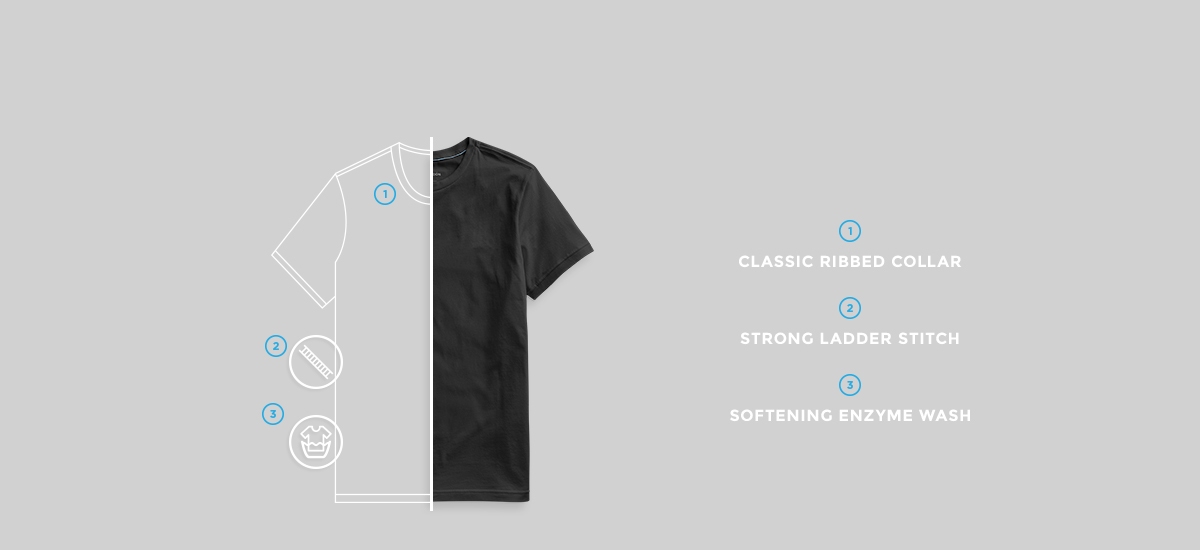 1
2
3
1
CLASSIC RIBBED COLLAR
2
STRONG LADDER STITCH
3
SOFTENING ENZYME WASH